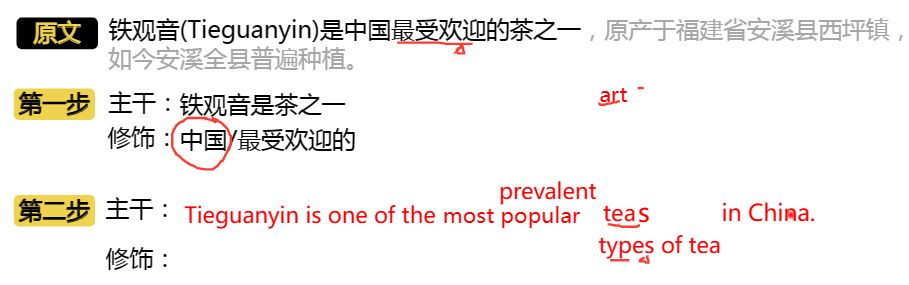 原文 铁观音(Tieguanyin)是中国最受欢迎的茶之一，原产于福建省安溪县西坪镇，
如今安溪全县普遍种植。
第一步 主干：铁观音是茶之一 art
修饰：中国/最受欢迎的
prevalent
第二步 主干： Tieguanyin is one of the most popular teas in China.
types of tea
修饰：